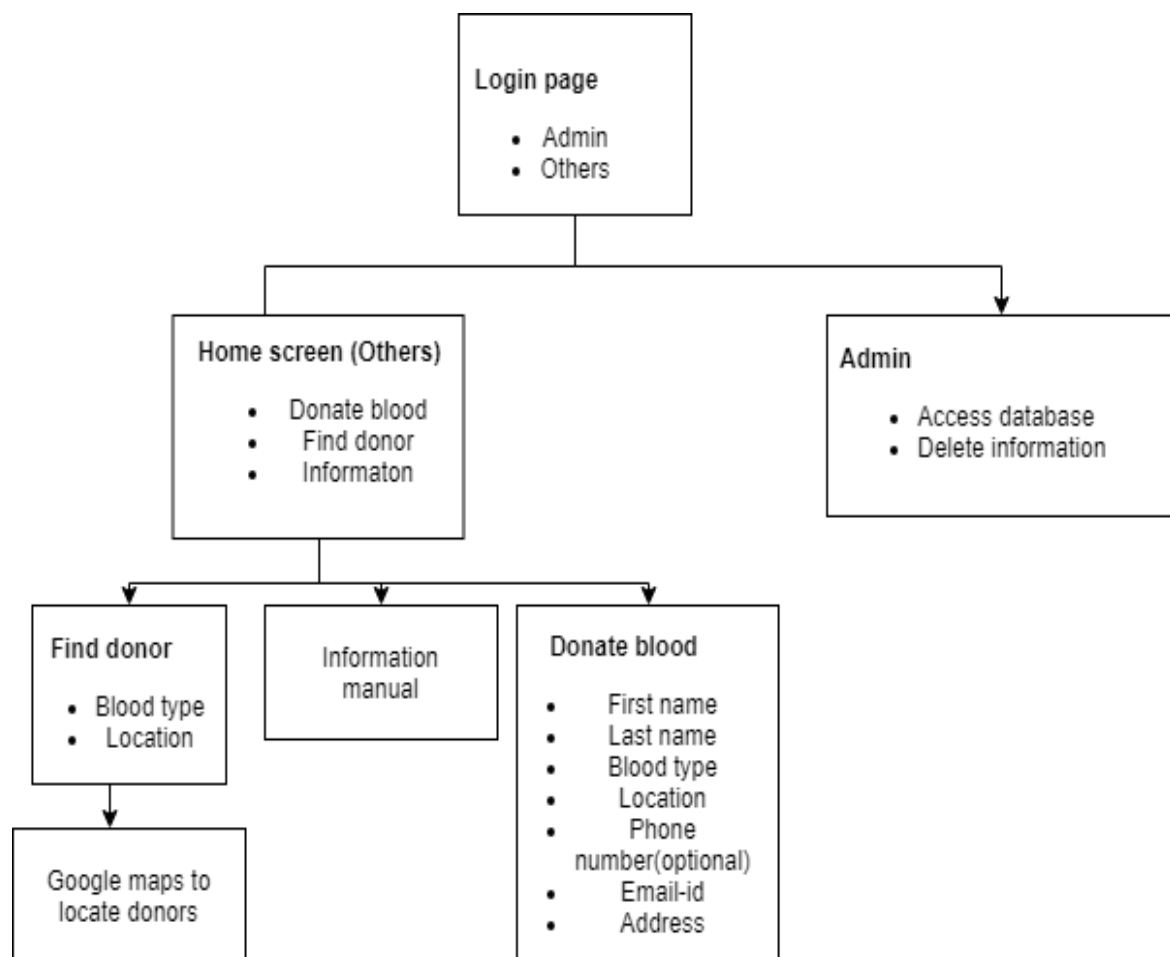 Login page
Admin
Others
Home screen (Others)
Donate blood
Find donor
Informaton
Admin
Access database
Delete information
Find donor
Blood type
Location
Information
manual
Donate blood
First name
Last name
Blood type
Location
Phone
number(optional)
Email-id
Address
Google maps to
locate donors